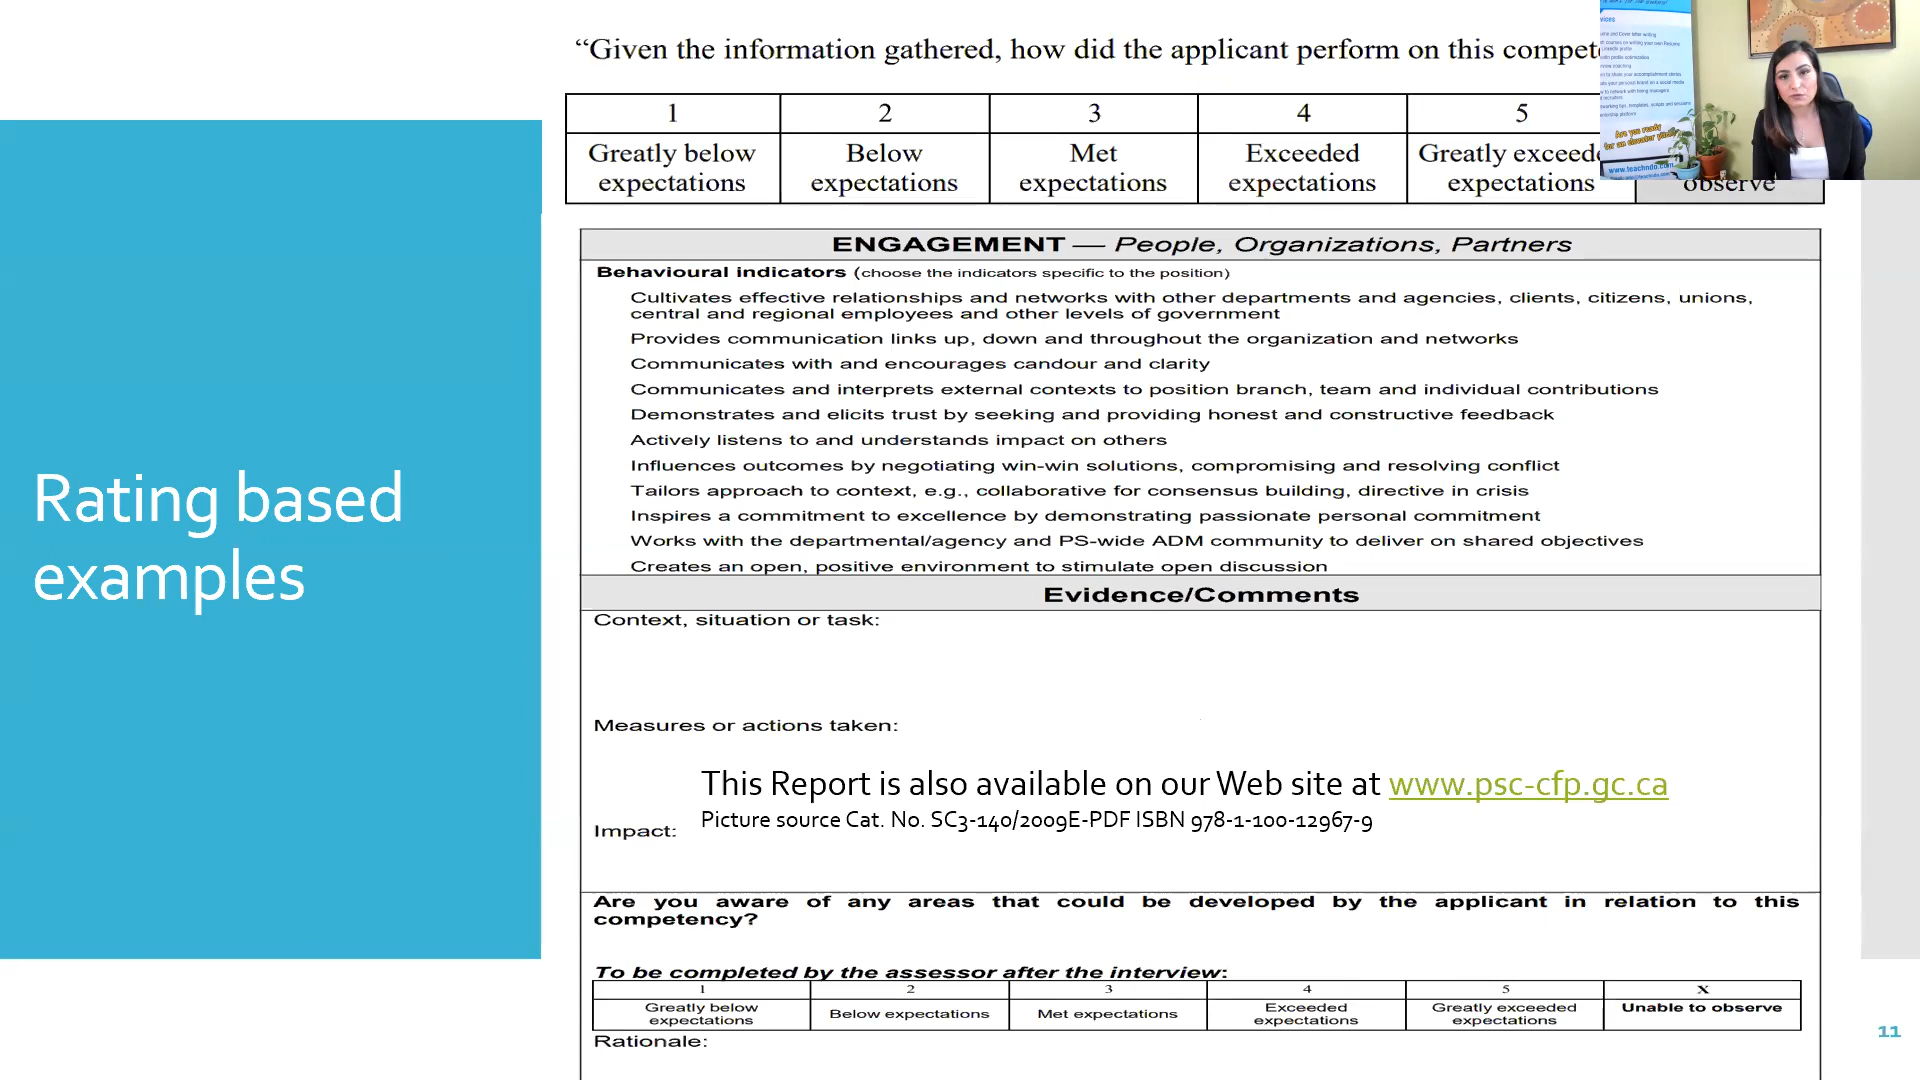 “Given the information gathered, how did the applicant perform on this compet
1 2 3 4 5
Greatly below expectations
Below expectations
Met expectations
Exceeded expectations
Greatly exceed expectations
observe
Rating based
examples
ENGAGEMENT — People, Organizations, Partners
Behavioural indicators (choose the indicators specific to the position)
Cultivates effective relationships and networks with other departments and agencies, clients, citizens, unions,
central and regional employees and other levels of government
Provides communication links up, down and throughout the organization and networks
Communicates with and encourages candour and clarity
Communicates and interprets external contexts to position branch, team and individual contributions
Demonstrates and elicits trust by seeking and providing honest and constructive feedback
Actively listens to and understands impact on others
Influences outcomes by negotiating win-win solutions, compromising and resolving conflict
Tailors approach to context, e.g., collaborative for consensus building, directive in crisis
Inspires a commitment to excellence by demonstrating passionate personal commitment
Works with the departmental/agency and PS-wide ADM community to deliver on shared objectives
Creates an open, positive environment to stimulate open discussion
Evidence/Comments
Context, situation or task:
Measures or actions taken:
This Report is also available on our Web site at www.psc-cfp.gc.ca
Picture source Cat. No. SC3-140/2009E-PDF ISBN 978-1-100-12967-9
Impact:
Are you aware of any areas that could be developed by the applicant in relation to this
competency?
To be completed by the assessor after the interview:
1 2 3 4 5 X
Greatly below expectations
Below expectations
Met expectations
Exceeded expectations
Greatly exceeded expectations
Unable to observe
Rationale:
11
Are you ready
for an elevator
www.teachndo.com